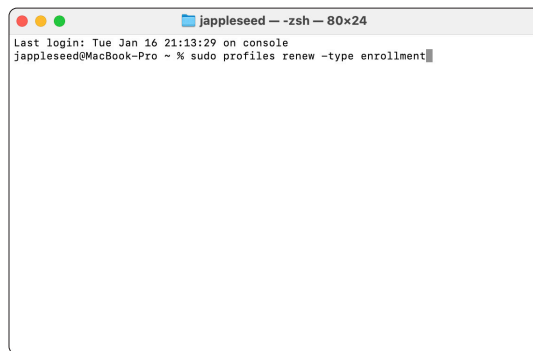 jappleseed — -zsh — 80×24
Last login: Tue Jan 16 21:13:29 on console
jappleseed@MacBook-Pro ~ % sudo profiles renew -type enrollment